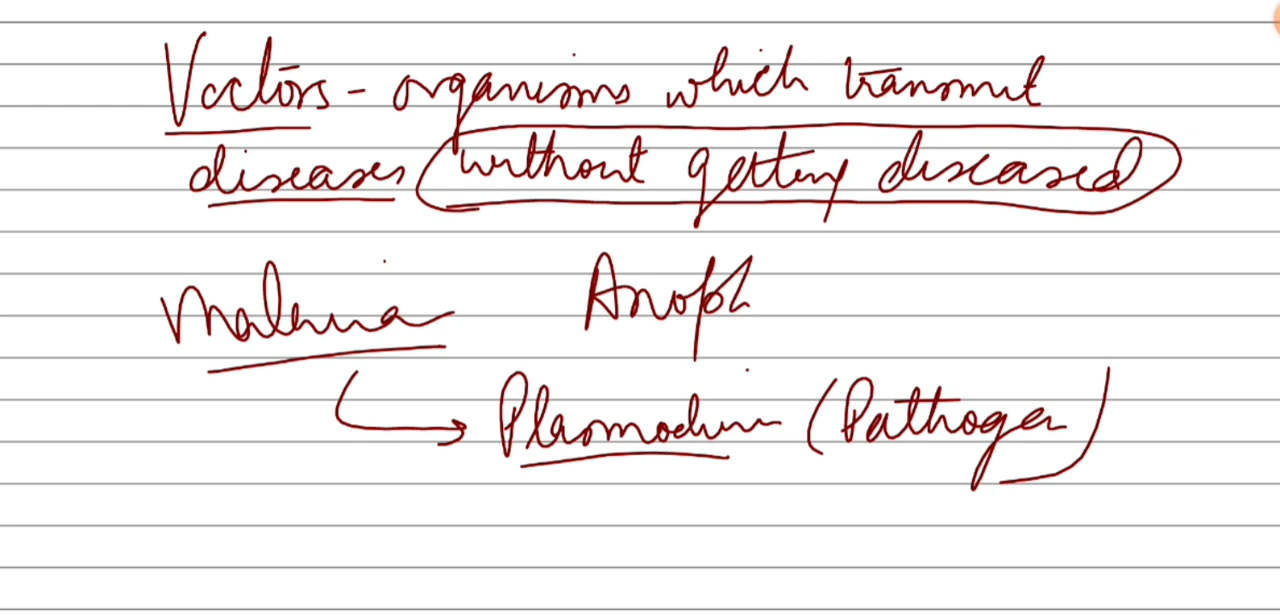 Vectors - organisms which transmit
diseases (without getting diseased)
Malaria Anoph
Plasmodium (Pathogen)